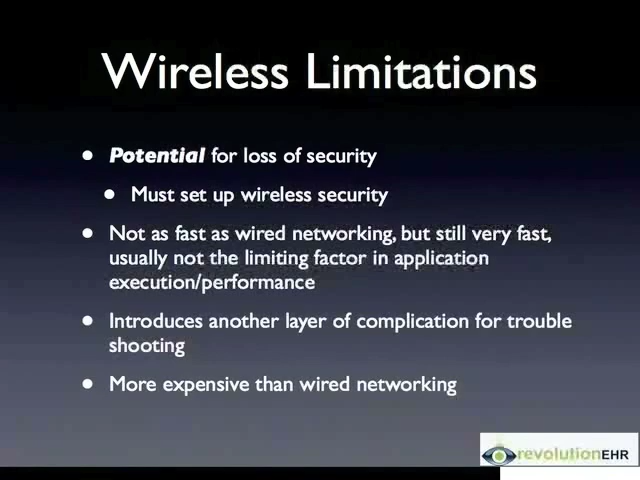 Wireless Limitations
• Potential for loss of security
• Must set up wireless security
• Not as fast as wired networking, but still very fast,
usually not the limiting factor in application
execution/performance
• Introduces another layer of complication for trouble
shooting
• More expensive than wired networking
revolutionEHR